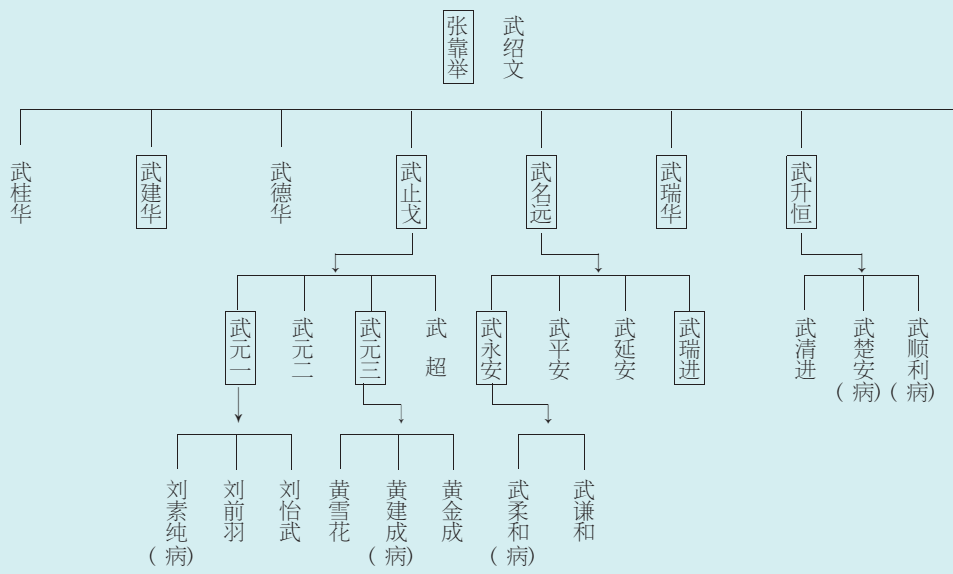 张靠举
武绍文
武桂华
武建华
武德华
武止戈
武名远
武瑞华
武升恒
武元一
武元二
武元三
武 超
武永安
武平安
武延安
武瑞进
武清进
武楚安(病)
武顺利(病)
刘素纯(病)
刘前羽
刘怡武
黄雪花
黄建成(病)
黄金成
武柔和(病)
武谦和